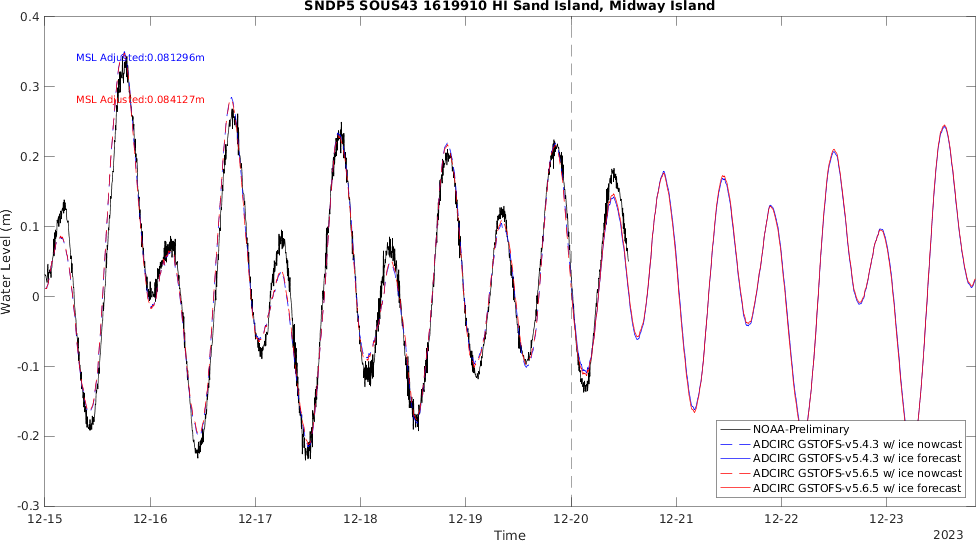 SNDP5 SOUS43 1619910 HI Sand Island, Midway Island
0.4
MSL Adjusted:0.081296m
0.3
MSL Adjusted:0.084127m
0.2
0.1
Water Level (m)
0
-0.1
-0.2
NOAA-Preliminary
ADCIRC GSTOFS-v5.4.3 w/ ice nowcast
ADCIRC GSTOFS-v5.4.3 w/ ice forecast
ADCIRC GSTOFS-v5.6.5 w/ ice nowcast
ADCIRC GSTOFS-v5.6.5 w/ ice forecast
-0.3
12-15 12-16 12-17 12-18 12-19 12-20 12-21 12-22 12-23
Time
2023